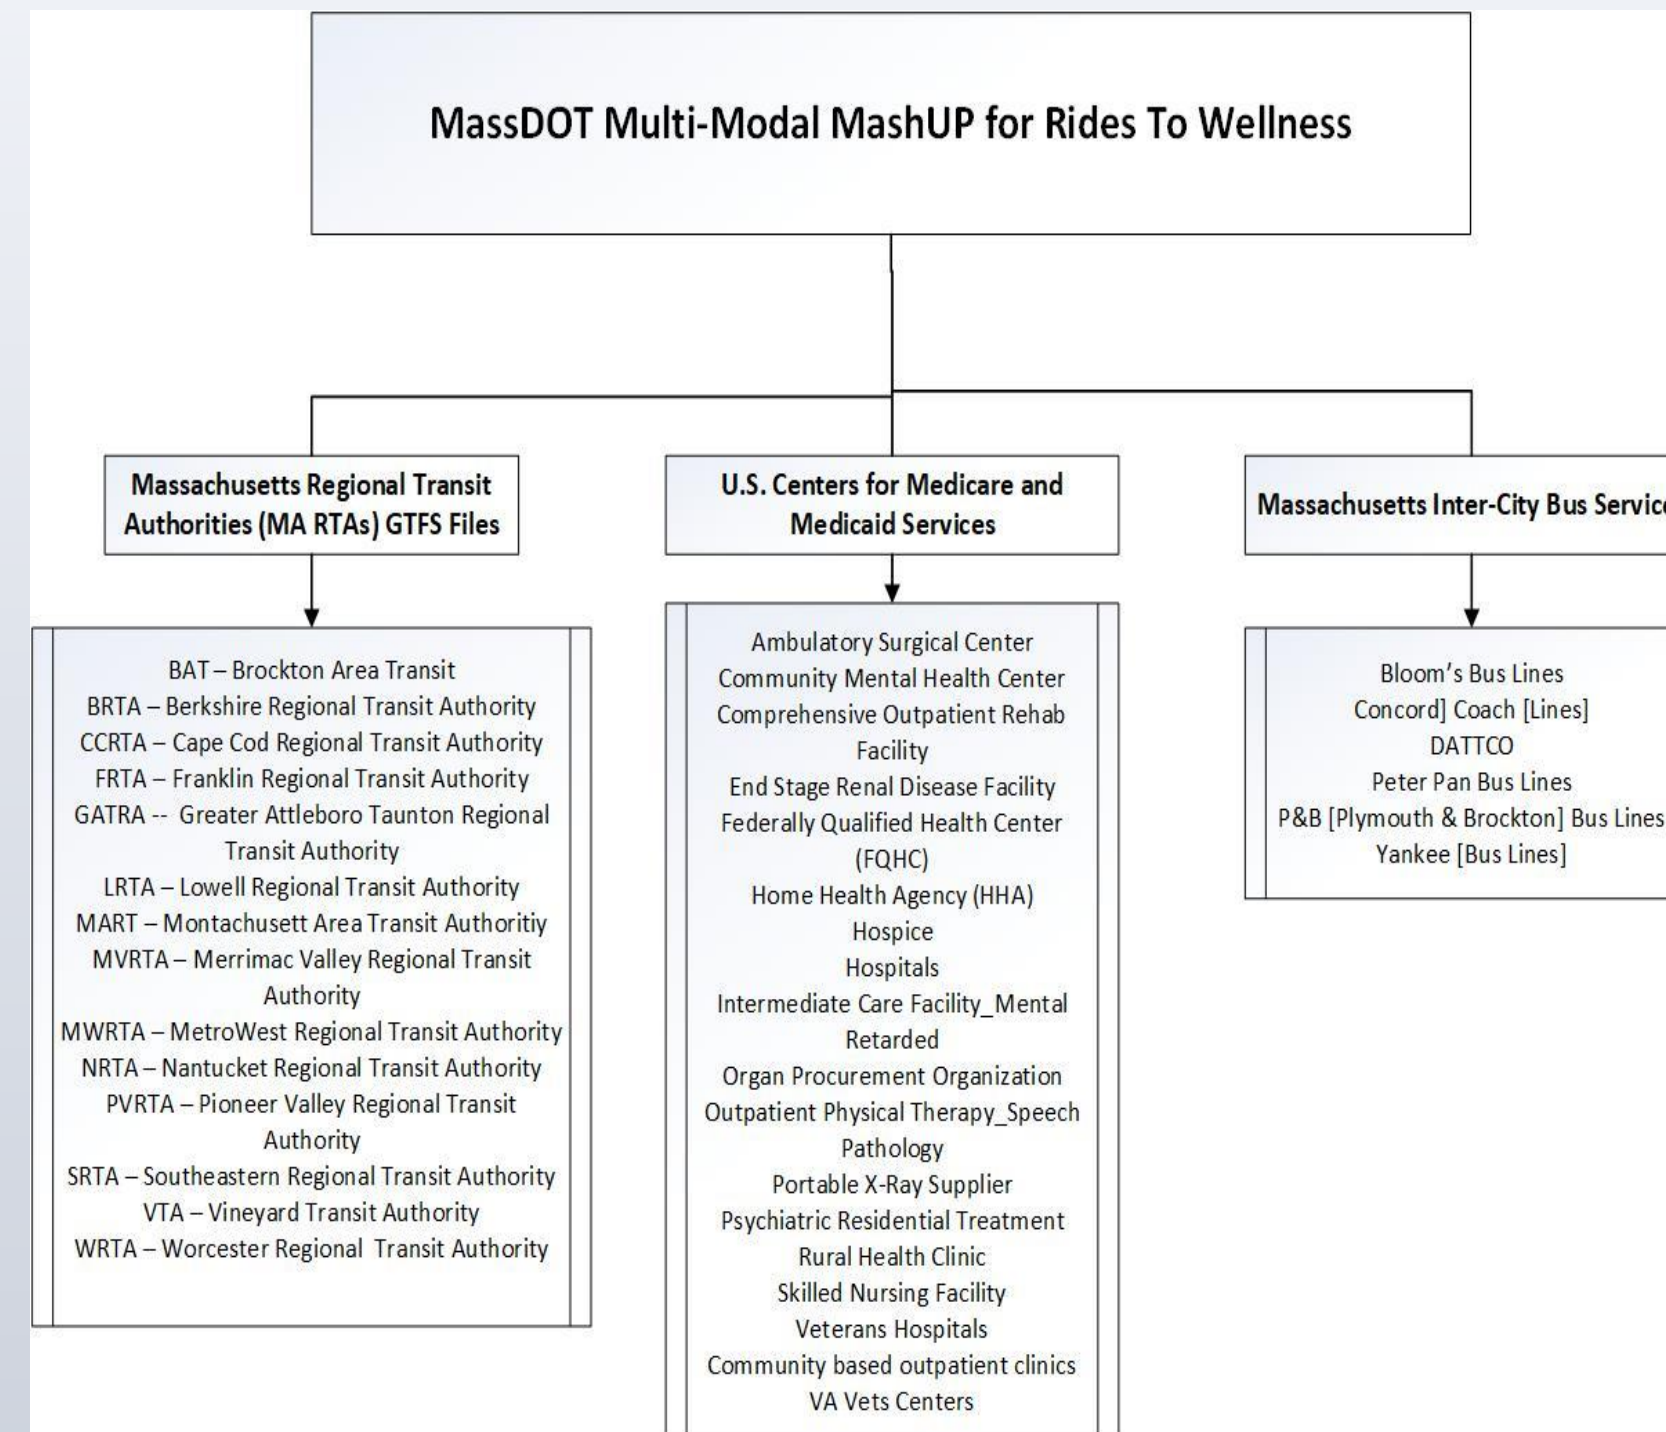 MassDOT Multi-Modal MashUP for Rides To Wellness
Massachusetts Regional Transit
Authorities (MA RTAs) GTFS Files
BAT – Brockton Area Transit
BRTA – Berkshire Regional Transit Authority
CCRTA – Cape Cod Regional Transit Authority
FRTA – Franklin Regional Transit Authority
GATRA -- Greater Attleboro Taunton Regional
Transit Authority
LRTA – Lowell Regional Transit Authority
MART – Montachusett Area Transit Authoritiy
MVRTA – Merrimac Valley Regional Transit
Authority
MWRTA – MetroWest Regional Transit Authority
NRTA – Nantucket Regional Transit Authority
PVRTA – Pioneer Valley Regional Transit
Authority
SRTA – Southeastern Regional Transit Authority
VTA – Vineyard Transit Authority
WRTA – Worcester Regional Transit Authority
U.S. Centers for Medicare and
Medicaid Services
Ambulatory Surgical Center
Community Mental Health Center
Comprehensive Outpatient Rehab
Facility
End Stage Renal Disease Facility
Federally Qualified Health Center
(FQHC)
Home Health Agency (HHA)
Hospice
Hospitals
Intermediate Care Facility_Mental
Retarded
Organ Procurement Organization
Outpatient Physical Therapy_Speech
Pathology
Portable X-Ray Supplier
Psychiatric Residential Treatment
Rural Health Clinic
Skilled Nursing Facility
Veterans Hospitals
Community based outpatient clinics
VA Vets Centers
Massachusetts Inter-City Bus Service
Bloom's Bus Lines
Concord] Coach [Lines]
DATTCO
Peter Pan Bus Lines
P&B [Plymouth & Brockton] Bus Lines
Yankee [Bus Lines]